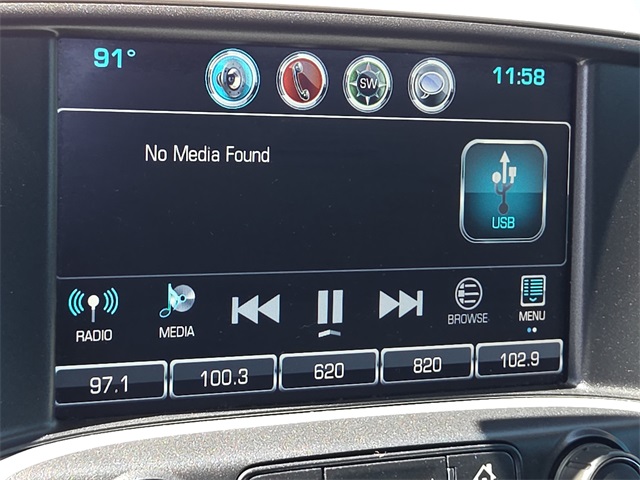 91° SW 11:58
No Media Found
USB
RADIO MEDIA BROWSE MENU
97.1 100.3 620 820 102.9